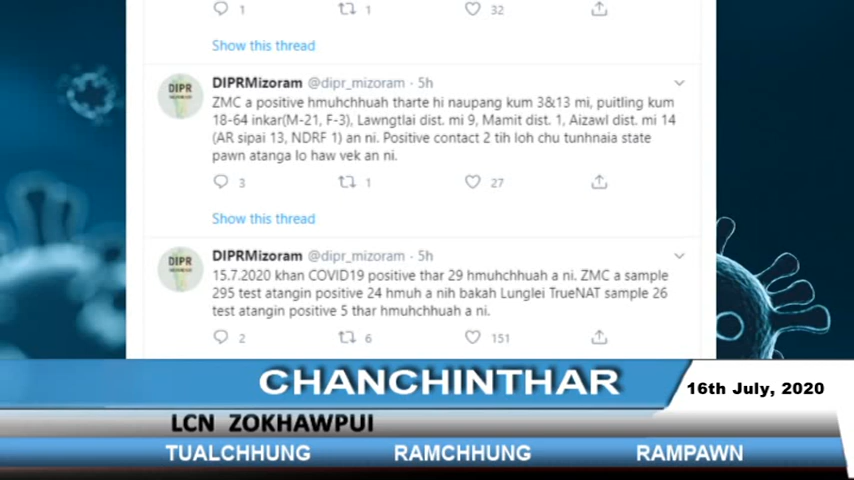 1 1 32
Show this thread
DIPR
DIPRMizoram @dipr_mizoram · 5h
ZMC a positive hmuhchhuah tharte hi naupang kum 3&13 mi, puitling kum
18-64 inkar(M-21, F-3), Lawngtlai dist. mi 9, Mamit dist. 1, Aizawl dist. mi 14
(AR sipai 13, NDRF 1) an ni. Positive contact 2 tih loh chu tunhnaia state
pawn atanga lo haw vek an ni.
3 1 27
Show this thread
DIPR
DIPRMizoram @dipr_mizoram · 5h
15.7.2020 khan COVID19 positive thar 29 hmuhchhuah a ni. ZMC a sample
295 test atangin positive 24 hmuh a nih bakah Lunglei TrueNAT sample 26
test atangin positive 5 thar hmuhchhuah a ni.
2 6 151
CHANCHINTHAR
16th July, 2020
LCN ZOKHAWPUI
TUALCHHUNG RAMCHHUNG RAMPAWN